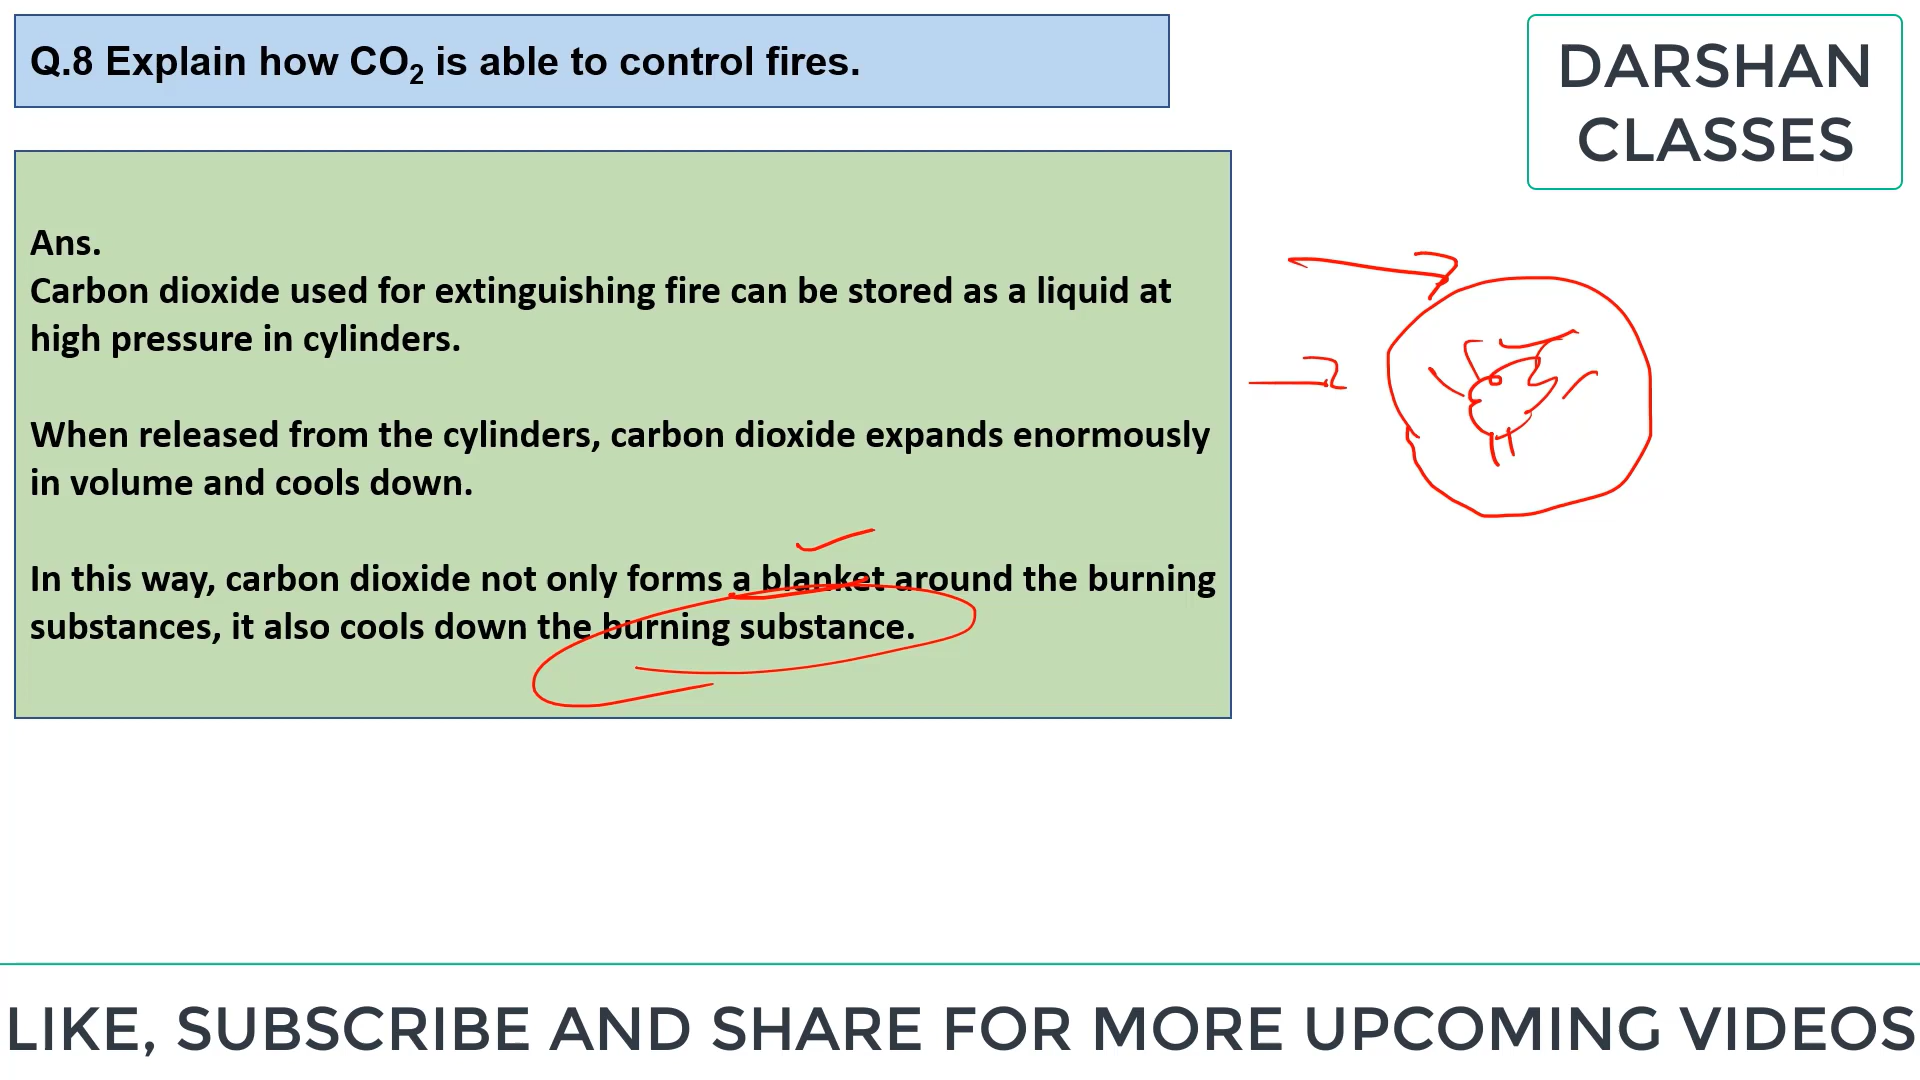 Q.8 Explain how CO₂ is able to control fires.
DARSHAN
CLASSES
Ans.
Carbon dioxide used for extinguishing fire can be stored as a liquid at
high pressure in cylinders.
When released from the cylinders, carbon dioxide expands enormously
in volume and cools down.
In this way, carbon dioxide not only forms a blanket around the burning
substances, it also cools down the burning substance.
LIKE, SUBSCRIBE AND SHARE FOR MORE UPCOMING VIDEOS